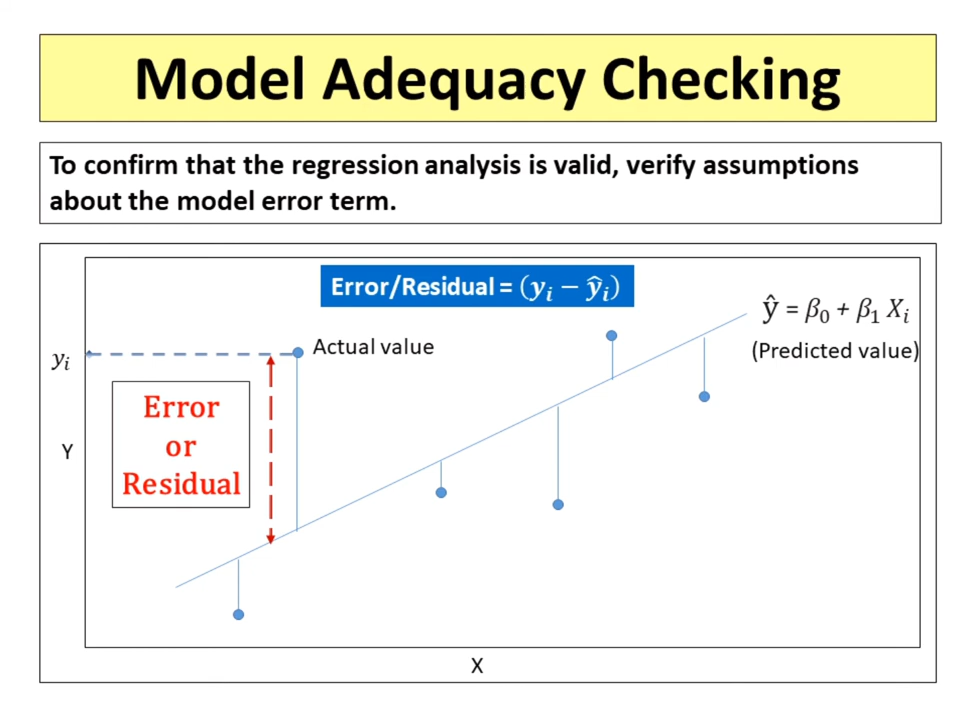 Model Adequacy Checking
To confirm that the regression analysis is valid, verify assumptions
about the model error term.
Error/Residual = (yᵢ − ŷᵢ)
ŷ = β₀ + β₁ Xᵢ
(Predicted value)
Actual value
yᵢ
Error
or
Residual
Y
X